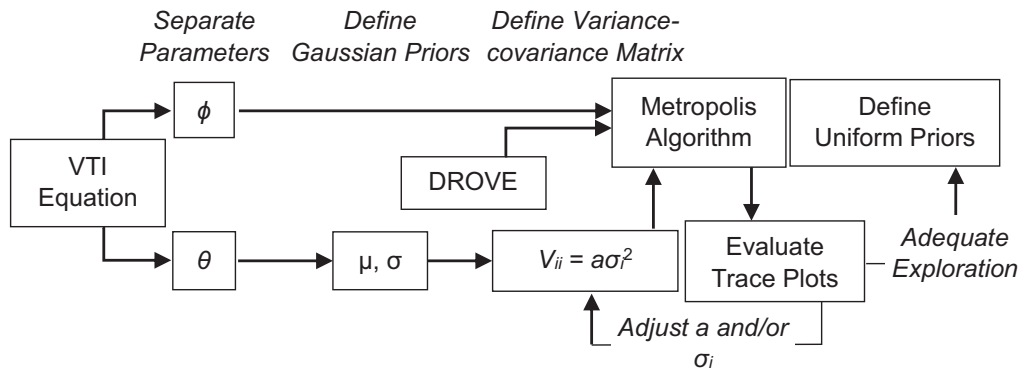 Separate
Parameters
Define
Gaussian Priors
Define Variance-
covariance Matrix
ϕ
Metropolis
Algorithm
Define
Uniform Priors
VTI
Equation
DROVE
θ
μ, σ
Vᵢᵢ = aσᵢ²
Evaluate
Trace Plots
Adequate
Exploration
Adjust a and/or
σᵢ